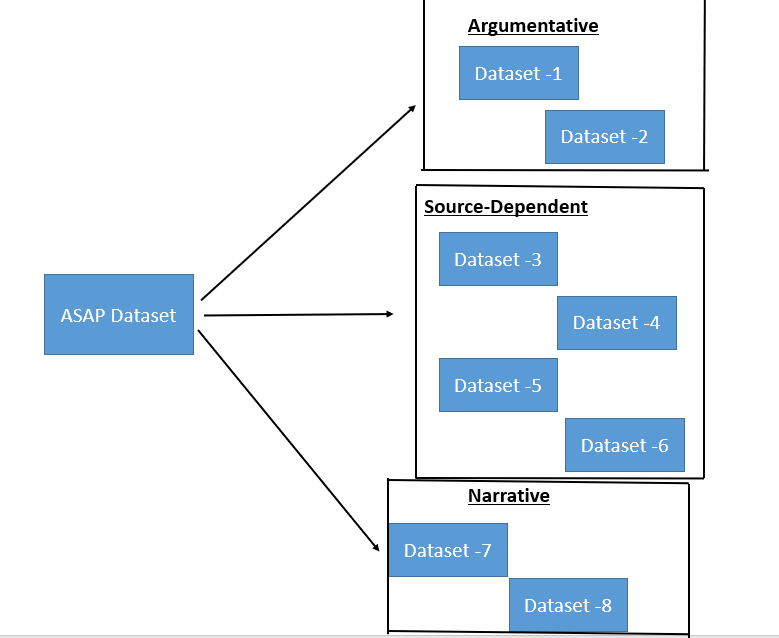 Argumentative
Dataset -1
Dataset -2
Source-Dependent
Dataset -3
ASAP Dataset
Dataset -4
Dataset -5
Dataset -6
Narrative
Dataset -7
Dataset -8